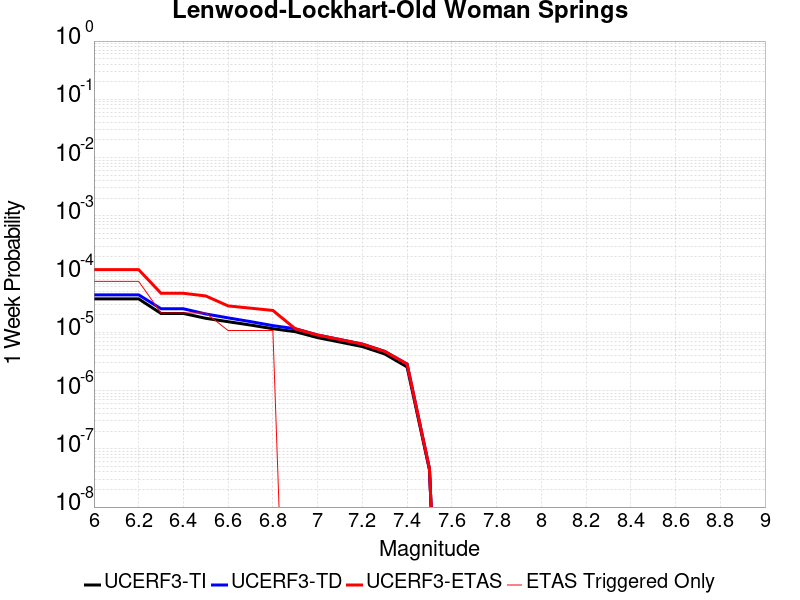 Lenwood-Lockhart-Old Woman Springs
10^0
10^-1
10^-2
10^-3
10^-4
10^-5
10^-6
10^-7
10^-8
1 Week Probability
6 6.2 6.4 6.6 6.8 7 7.2 7.4 7.6 7.8 8 8.2 8.4 8.6 8.8 9
Magnitude
UCERF3-TI UCERF3-TD UCERF3-ETAS ETAS Triggered Only